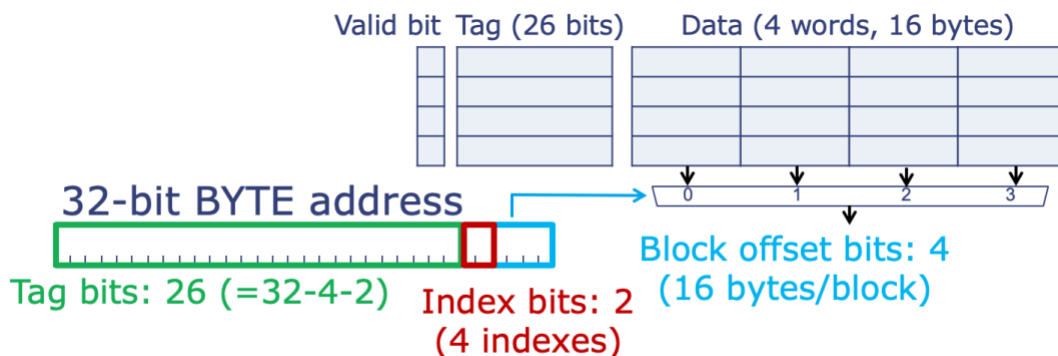 Valid bit Tag (26 bits) Data (4 words, 16 bytes)
0 1 2 3
32-bit BYTE address
Block offset bits: 4
(16 bytes/block)
Tag bits: 26 (=32-4-2)
Index bits: 2
(4 indexes)